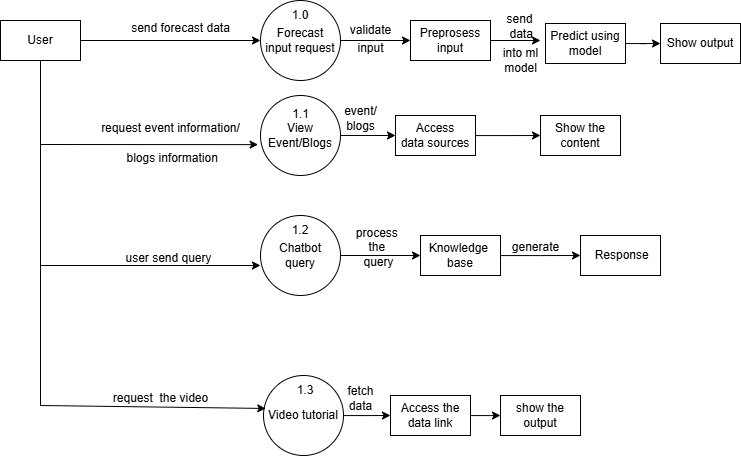 User
send forecast data
1.0
Forecast
input request
validate
input
Preprosess
input
send
data
into ml
model
Predict using
model
Show output
request event information/
blogs information
1.1
View
Event/Blogs
event/
blogs
Access
data sources
Show the
content
user send query
1.2
Chatbot
query
process
the
query
Knowledge
base
generate
Response
request the video
1.3
Video tutorial
fetch
data
Access the
data link
show the
output